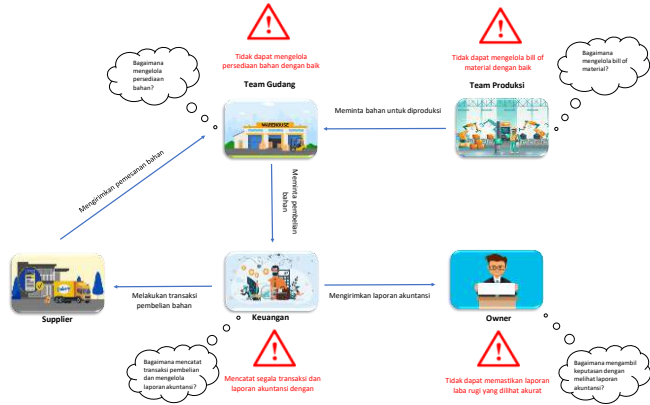 Bagaimana
mengelola
persediaan
bahan?
Tidak dapat mengelola
persediaan bahan dengan baik
Team Gudang
WAREHOUSE
Tidak dapat mengelola bill of
material dengan baik
Team Produksi
Bagaimana
mengelola bill of
material?
Meminta bahan untuk diproduksi
Mengirimkan pemesanan bahan
Meminta pembelian
bahan
Supplier
Melakukan transaksi
pembelian bahan
Keuangan
Mengirimkan laporan akuntansi
Owner
Bagaimana mencatat
transaksi pembelian
dan mengelola
laporan akuntansi?
Mencatat segala transaksi dan
laporan akuntansi dengan
Tidak dapat memastikan laporan
laba rugi yang dilihat akurat
Bagaimana mengambil
keputasan dengan
melihat laporan
akuntansi?